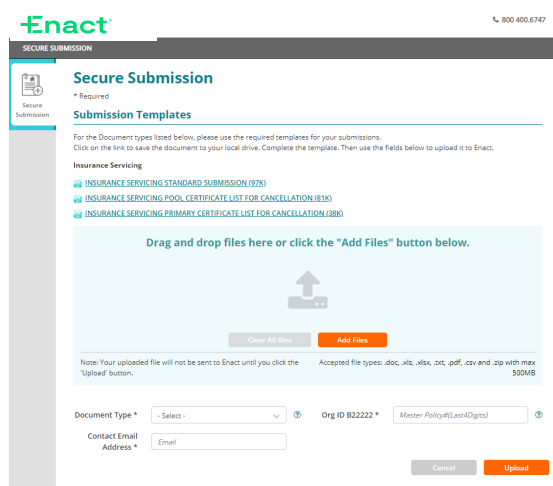 Enact
800 400.6747
SECURE SUBMISSION
Secure
Submission
Secure Submission
* Required
Submission Templates
For the Document types listed below, please use the required templates for your submissions.
Click on the link to save the document to your local drive. Complete the template. Then use the fields below to upload it to Enact.
Insurance Servicing
INSURANCE SERVICING STANDARD SUBMISSION (97K)
INSURANCE SERVICING POOL CERTIFICATE LIST FOR CANCELLATION (81K)
INSURANCE SERVICING PRIMARY CERTIFICATE LIST FOR CANCELLATION (38K)
Drag and drop files here or click the "Add Files" button below.
Clear All Files
Add Files
Note: Your uploaded file will not be sent to Enact until you click the
'Upload' button.
Accepted file types: .doc, .xls, .xlsx, .txt, .pdf, .csv and .zip with max
500MB
Document Type *
- Select -
Org ID B22222 *
Master Policy#(Last4Digits)
Contact Email
Address *
Email
Cancel
Upload